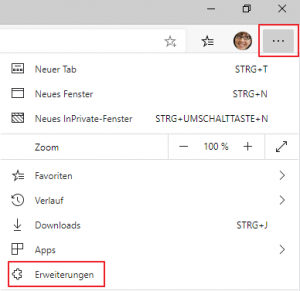 Neuer Tab STRG+T
Neues Fenster STRG+N
Neues InPrivate-Fenster STRG+UMSCHALTTASTE+N
Zoom — 100 % +
Favoriten
Verlauf
Downloads STRG+J
Apps
Erweiterungen